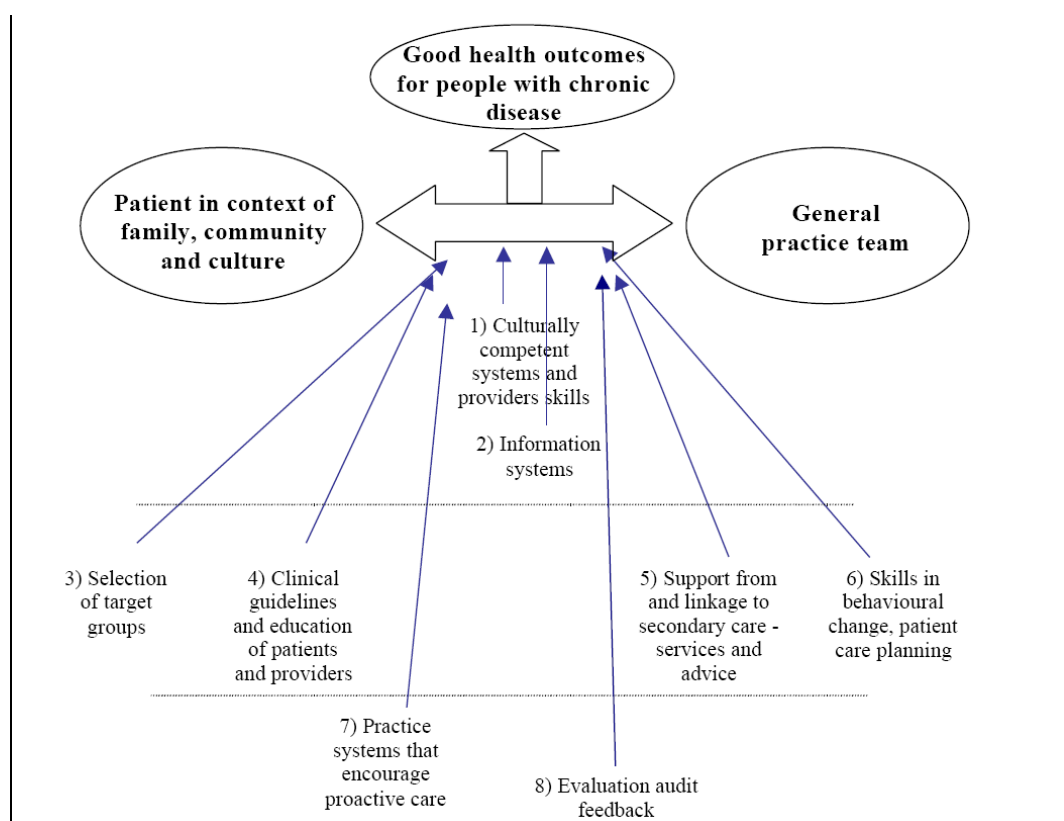 Good health outcomes
for people with chronic
disease
Patient in context of
family, community
and culture
General
practice team
1) Culturally
competent
systems and
providers skills
2) Information
systems
3) Selection
of target
groups
4) Clinical
guidelines
and education
of patients
and providers
5) Support from
and linkage to
secondary care -
services and
advice
6) Skills in
behavioural
change, patient
care planning
7) Practice
systems that
encourage
proactive care
8) Evaluation audit
feedback